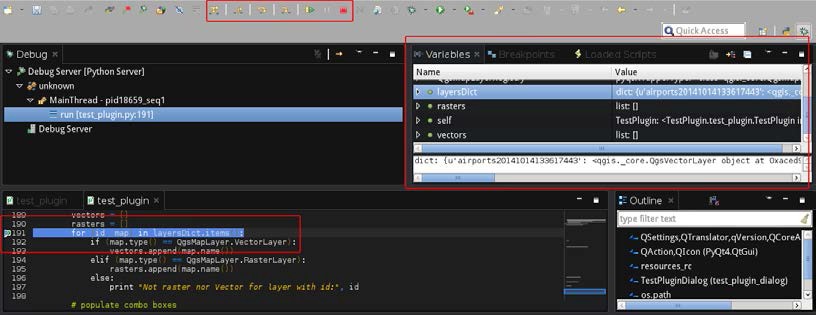 Quick Access
Debug
Debug Server [Python Server]
unknown
MainThread - pid18659_seq1
run [test_plugin.py:191]
Debug Server
Variables
Breakpoints
Loaded Scripts
Name Value
layersDict dict: {u'airports20141014133617443': <qgis._co
rasters list: []
self TestPlugin: <TestPlugin.test_plugin.TestPlugin in
vectors list: []
dict: {u'airports20141014133617443': <qgis._core.QgsVectorLayer object at 0xaced9
test_plugin
test_plugin
189 vectors = []
190 rasters = []
191 for id, map in layersDict.items():
192 if (map.type() == QgsMapLayer.VectorLayer):
193 vectors.append(map.name())
194 elif (map.type() == QgsMapLayer.RasterLayer):
195 rasters.append(map.name())
196 else:
197 print "Not raster nor Vector for layer with id:", id
198
# populate combo boxes
Outline
type filter text
QSettings,QTranslator,qVersion,QCoreA
QAction,QIcon (PyQt4.QtGui)
resources_rc
TestPluginDialog (test_plugin_dialog)
os.path